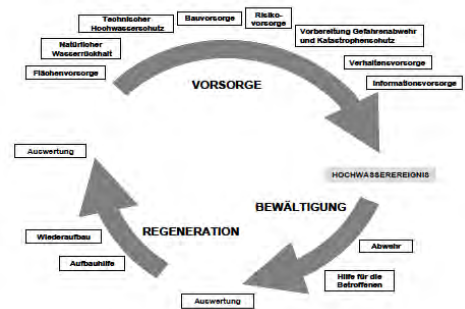 Technischer
Hochwasserschutz
Bauvorsorge
Risiko-
vorsorge
Natürlicher
Wasserrückhalt
Vorbereitung Gefahrenabwehr
und Katastrophenschutz
Flächenvorsorge
Verhaltensvorsorge
Informationsvorsorge
VORSORGE
Auswertung
HOCHWASSEREREIGNIS
BEWÄLTIGUNG
REGENERATION
Wiederaufbau
Aufbauhilfe
Abwehr
Hilfe für die
Betroffenen
Auswertung